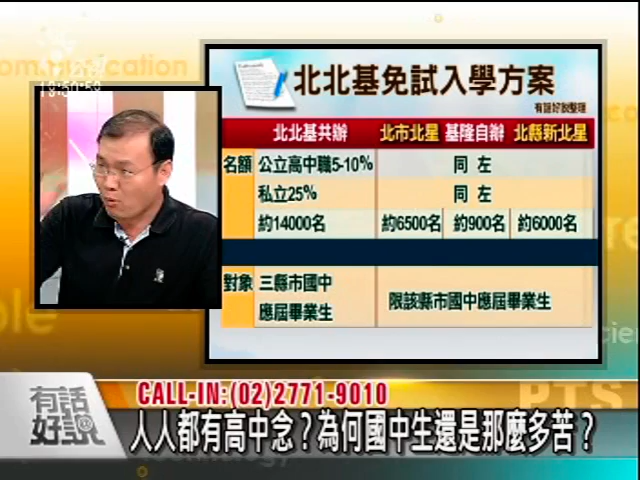 ommunication
19:50:59
北北基免試入學方案
有話好說整理
北北基共辦 北市北星 基隆自辦 北縣新北星
名額 公立高中職5-10% 同 左
私立25% 同 左
約14000名 約6500名 約900名 約6000名
對象 三縣市國中 應屆畢業生 限該縣市國中應屆畢業生
有話好說
PTS
CALL-IN:(02)2771-9010
人人都有高中念？為何國中生還是那麼多苦？